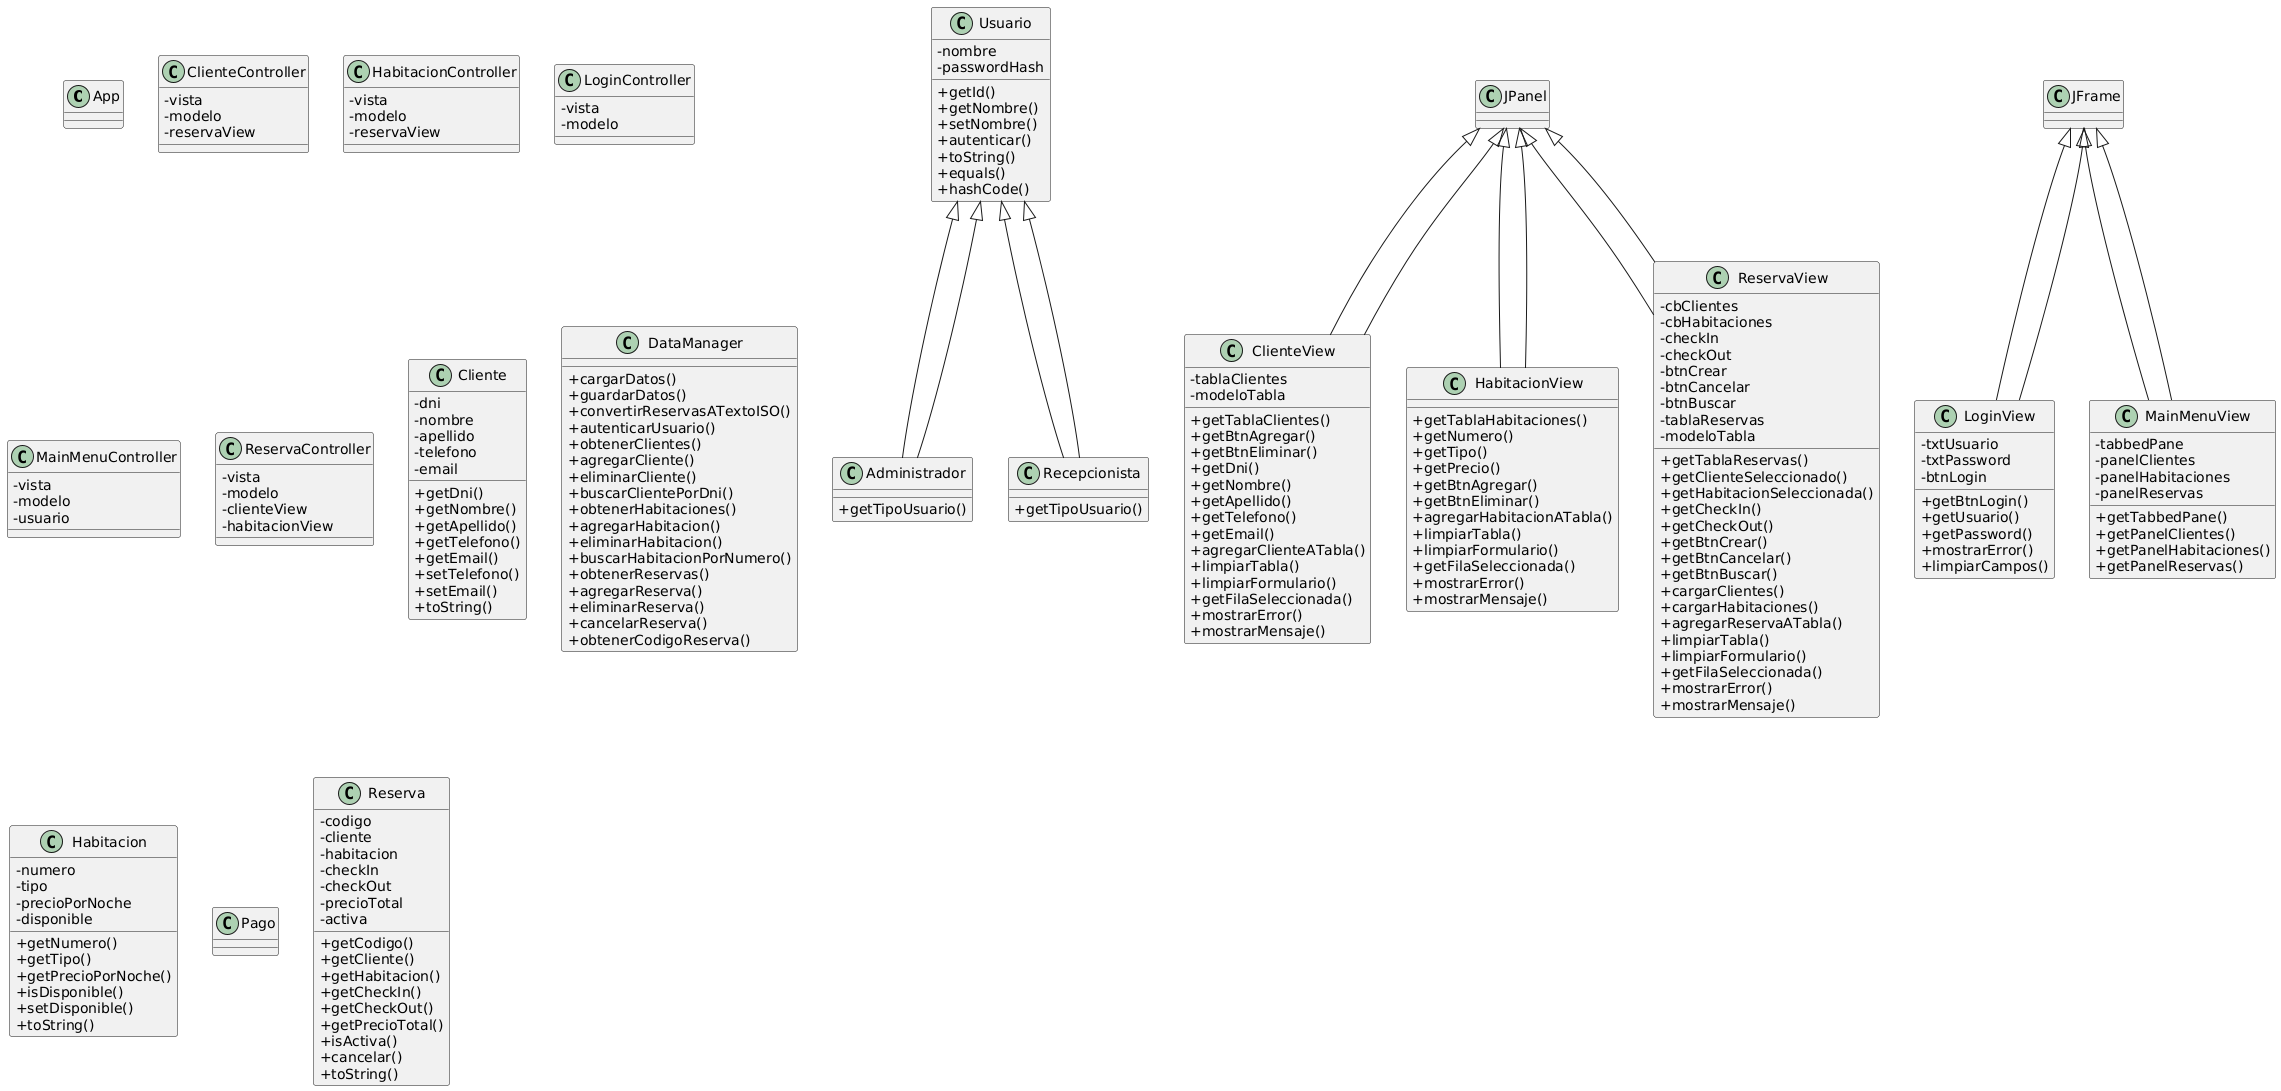 C App
C ClienteController
-vista
-modelo
-reservaView
C HabitacionController
-vista
-modelo
-reservaView
C LoginController
-vista
-modelo
C Usuario
-nombre
-passwordHash
+getId()
+getNombre()
+setNombre()
+autenticar()
+toString()
+equals()
+hashCode()
C JPanel
C JFrame
C MainMenuController
-vista
-modelo
-usuario
C ReservaController
-vista
-modelo
-clienteView
-habitacionView
C Cliente
-dni
-nombre
-apellido
-telefono
-email
+getDni()
+getNombre()
+getApellido()
+getTelefono()
+getEmail()
+setTelefono()
+setEmail()
+toString()
C DataManager
+cargarDatos()
+guardarDatos()
+convertirReservasATextoISO()
+autenticarUsuario()
+obtenerClientes()
+agregarCliente()
+eliminarCliente()
+buscarClientePorDni()
+obtenerHabitaciones()
+agregarHabitacion()
+eliminarHabitacion()
+buscarHabitacionPorNumero()
+obtenerReservas()
+agregarReserva()
+eliminarReserva()
+cancelarReserva()
+obtenerCodigoReserva()
C Administrador
+getTipoUsuario()
C Recepcionista
+getTipoUsuario()
C ClienteView
-tablaClientes
-modeloTabla
+getTablaClientes()
+getBtnAgregar()
+getBtnEliminar()
+getDni()
+getNombre()
+getApellido()
+getTelefono()
+getEmail()
+agregarClienteATabla()
+limpiarTabla()
+limpiarFormulario()
+getFilaSeleccionada()
+mostrarError()
+mostrarMensaje()
C HabitacionView
+getTablaHabitaciones()
+getNumero()
+getTipo()
+getPrecio()
+getBtnAgregar()
+getBtnEliminar()
+agregarHabitacionATabla()
+limpiarTabla()
+limpiarFormulario()
+getFilaSeleccionada()
+mostrarError()
+mostrarMensaje()
C ReservaView
-cbClientes
-cbHabitaciones
-checkIn
-checkOut
-btnCrear
-btnCancelar
-btnBuscar
-tablaReservas
-modeloTabla
+getTablaReservas()
+getClienteSeleccionado()
+getHabitacionSeleccionada()
+getCheckIn()
+getCheckOut()
+getBtnCrear()
+getBtnCancelar()
+getBtnBuscar()
+cargarClientes()
+cargarHabitaciones()
+agregarReservaATabla()
+limpiarTabla()
+limpiarFormulario()
+getFilaSeleccionada()
+mostrarError()
+mostrarMensaje()
C LoginView
-txtUsuario
-txtPassword
-btnLogin
+getBtnLogin()
+getUsuario()
+getPassword()
+mostrarError()
+limpiarCampos()
C MainMenuView
-tabbedPane
-panelClientes
-panelHabitaciones
-panelReservas
+getTabbedPane()
+getPanelClientes()
+getPanelHabitaciones()
+getPanelReservas()
C Habitacion
-numero
-tipo
-precioPorNoche
-disponible
+getNumero()
+getTipo()
+getPrecioPorNoche()
+isDisponible()
+setDisponible()
+toString()
C Pago
C Reserva
-codigo
-cliente
-habitacion
-checkIn
-checkOut
-precioTotal
-activa
+getCodigo()
+getCliente()
+getHabitacion()
+getCheckIn()
+getCheckOut()
+getPrecioTotal()
+isActiva()
+cancelar()
+toString()